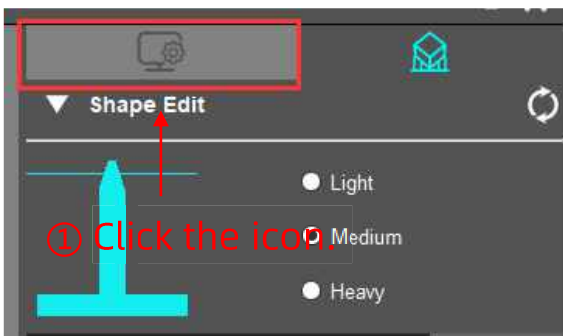 Shape Edit
Light
① Click the icon.
Medium
Heavy